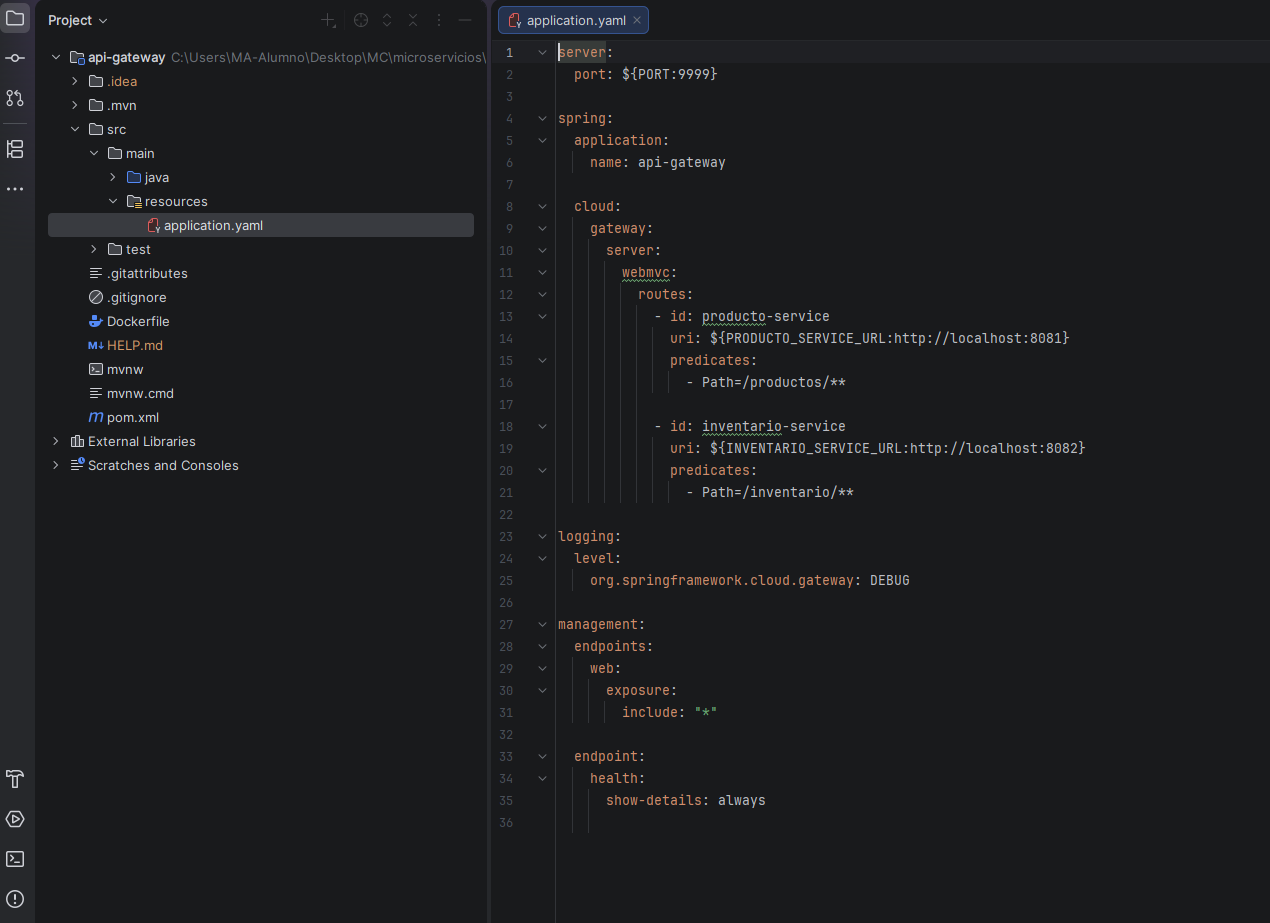 Project
api-gateway C:\Users\MA-Alumno\Desktop\MC\microservicios\
.idea
.mvn
src
main
java
resources
application.yaml
test
.gitattributes
.gitignore
Dockerfile
HELP.md
mvnw
mvnw.cmd
pom.xml
External Libraries
Scratches and Consoles
application.yaml
1 server:
2   port: ${PORT:9999}
3
4 spring:
5   application:
6     name: api-gateway
7
8   cloud:
9     gateway:
10       server:
11         webmvc:
12           routes:
13             - id: producto-service
14               uri: ${PRODUCTO_SERVICE_URL:http://localhost:8081}
15               predicates:
16                 - Path=/productos/**
17
18             - id: inventario-service
19               uri: ${INVENTARIO_SERVICE_URL:http://localhost:8082}
20               predicates:
21                 - Path=/inventario/**
22
23 logging:
24   level:
25     org.springframework.cloud.gateway: DEBUG
26
27 management:
28   endpoints:
29     web:
30       exposure:
31         include: "*"
32
33   endpoint:
34     health:
35       show-details: always
36